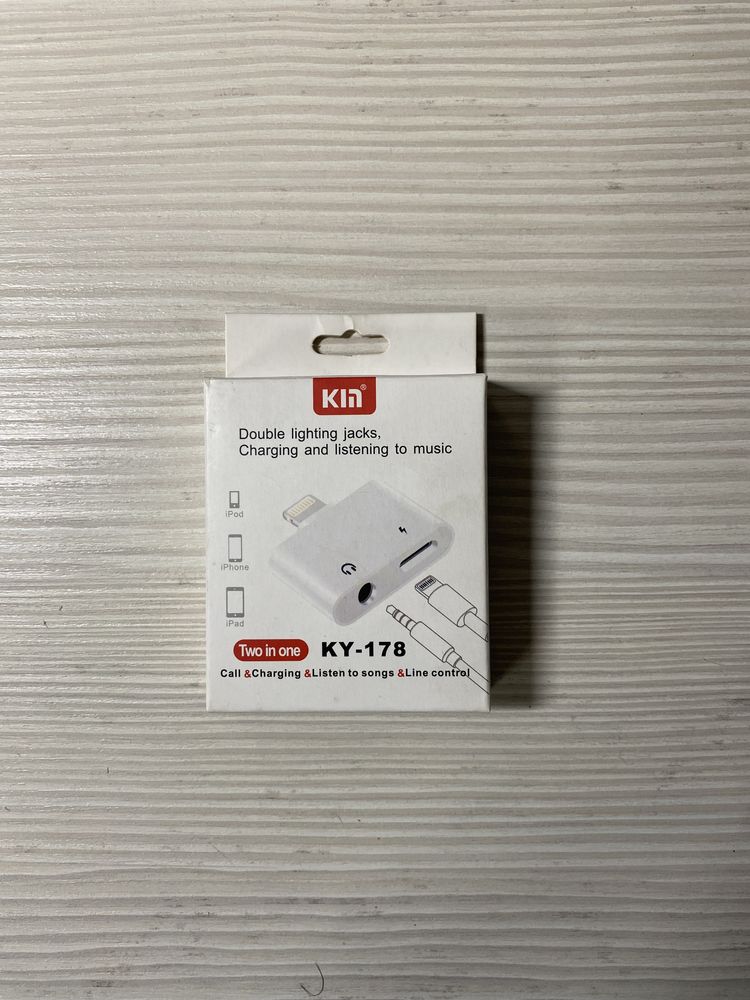 KIN®
Double lighting jacks,
Charging and listening to music
iPod
iPhone
iPad
Two in one KY-178
Call &Charging &Listen to songs &Line control